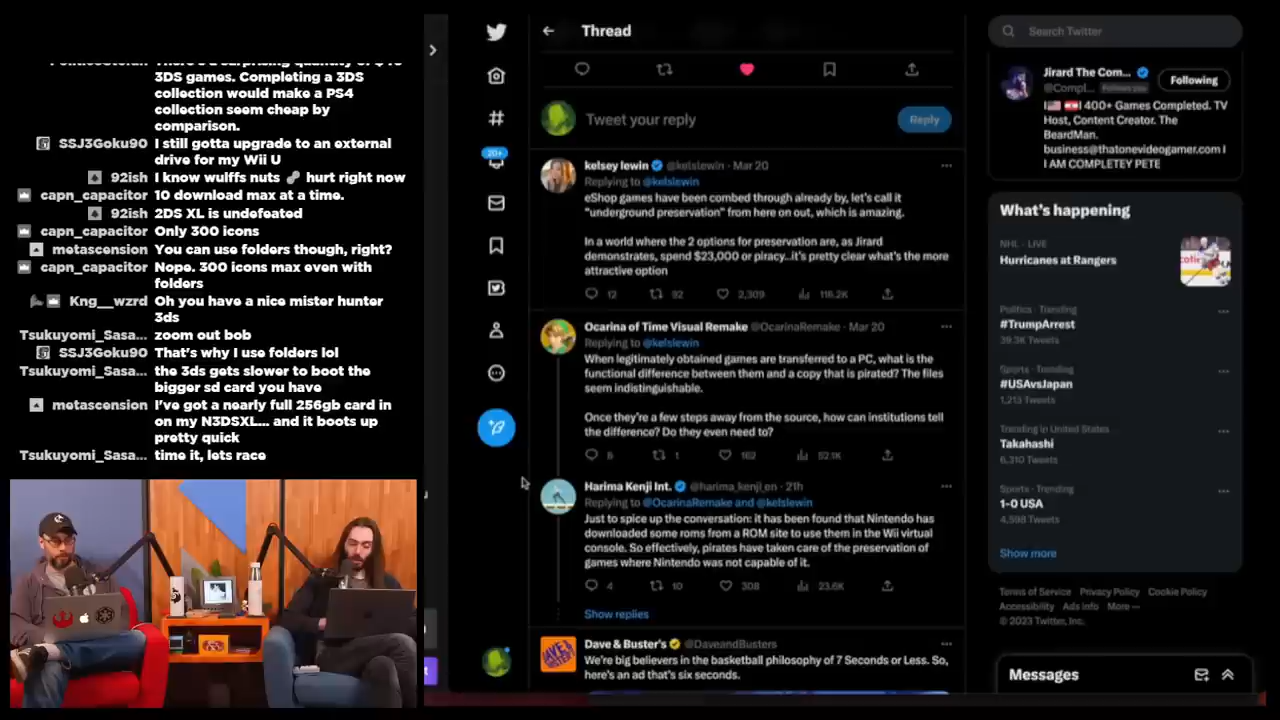 3DS games. Completing a 3DS
collection would make a PS4
collection seem cheap by
comparison.
SSJ3Goku90 I still gotta upgrade to an external
drive for my Wii U
92ish I know wulffs nuts hurt right now
capn_capacitor 10 download max at a time.
92ish 2DS XL is undefeated
capn_capacitor Only 300 icons
metascension You can use folders though, right?
capn_capacitor Nope. 300 icons max even with
folders
Kng__wzrd Oh you have a nice mister hunter
3ds
Tsukuyomi_Sasa... zoom out bob
SSJ3Goku90 That's why I use folders lol
Tsukuyomi_Sasa... the 3ds gets slower to boot the
bigger sd card you have
metascension I've got a nearly full 256gb card in
on my N3DSXL... and it boots up
pretty quick
Tsukuyomi_Sasa... time it, lets race
20+
Thread
Tweet your reply
Reply
kelsey lewin @kelslewin · Mar 20
Replying to @kelslewin
eShop games have been combed through already by, let's call it
"underground preservation" from here on out, which is amazing.
In a world where the 2 options for preservation are, as Jirard
demonstrates, spend $23,000 or piracy...it's pretty clear what's the more
attractive option
12 92 2,309 116.2K
Ocarina of Time Visual Remake @OcarinaRemake · Mar 20
Replying to @kelslewin
When legitimately obtained games are transferred to a PC, what is the
functional difference between them and a copy that is pirated? The files
seem indistinguishable.
Once they're a few steps away from the source, how can institutions tell
the difference? Do they even need to?
1 162 52.1K
Harima Kenji Int. @harima_kenji_en · 21h
Replying to @OcarinaRemake and @kelslewin
Just to spice up the conversation: it has been found that Nintendo has
downloaded some roms from a ROM site to use them in the Wii virtual
console. So effectively, pirates have taken care of the preservation of
games where Nintendo was not capable of it.
4 10 308 23.6K
Show replies
Dave & Buster's @DaveandBusters
We're big believers in the basketball philosophy of 7 Seconds or Less. So,
here's an ad that's six seconds.
Search Twitter
Jirard The Com...
@Compl... Follows you
Following
400+ Games Completed. TV
Host, Content Creator. The
BeardMan.
business@thatonevideogamer.com I
I AM COMPLETEY PETE
What's happening
NHL · LIVE
Hurricanes at Rangers
Politics · Trending
#TrumpArrest
39.3K Tweets
Sports · Trending
#USAvsJapan
1,213 Tweets
Trending in United States
Takahashi
6,310 Tweets
Sports · Trending
1-0 USA
4,598 Tweets
Show more
Terms of Service Privacy Policy Cookie Policy
Accessibility Ads info More ···
© 2023 Twitter, Inc.
Messages